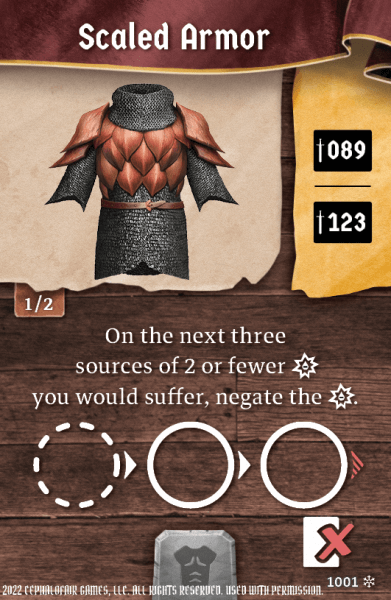 Scaled Armor
089
123
1/2
On the next three
sources of 2 or fewer
you would suffer, negate the .
1001
2022 CEPHALOFAIR GAMES, LLC. ALL RIGHTS RESERVED. USED WITH PERMISSION.